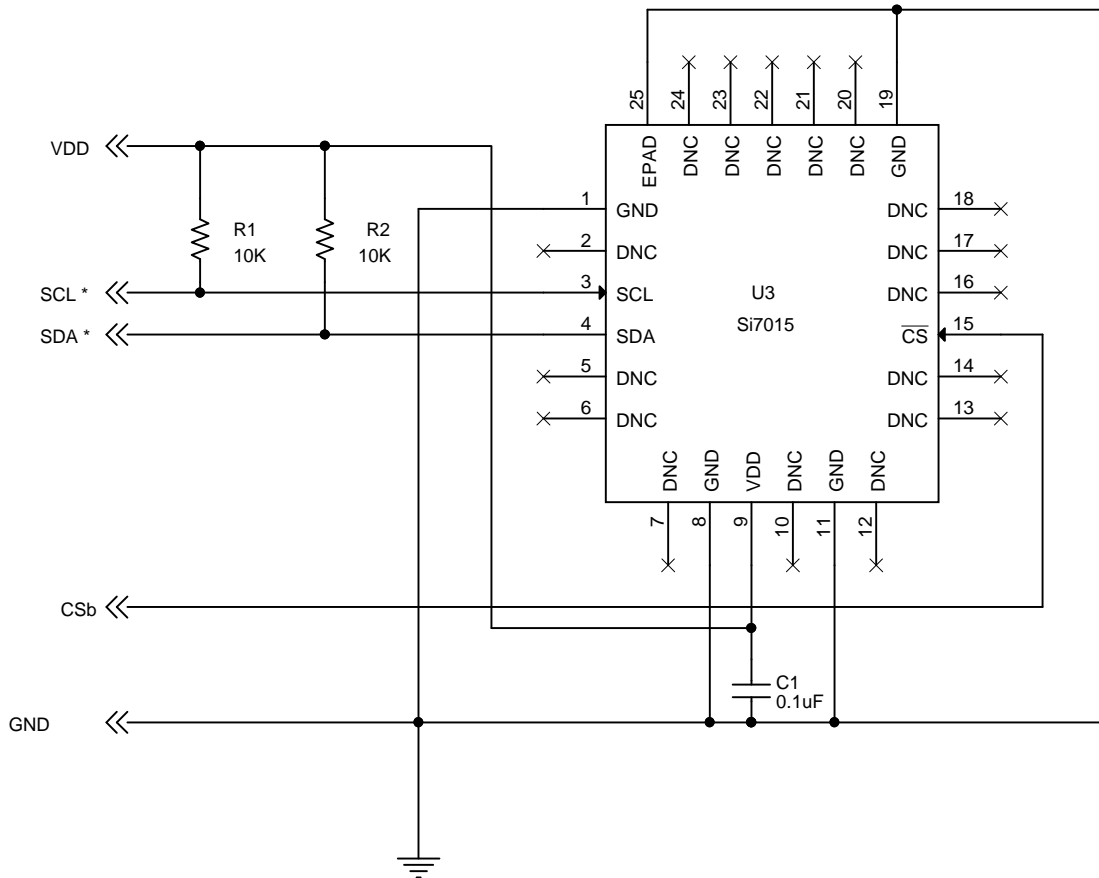 25
24
23
22
21
20
19
EPAD
DNC
DNC
DNC
DNC
DNC
GND
VDD
R1
10K
R2
10K
SCL *
SDA *
1
GND
2
DNC
3
SCL
4
SDA
5
DNC
6
DNC
U3
Si7015
DNC
18
DNC
17
DNC
16
CS
15
DNC
14
DNC
13
DNC
GND
VDD
DNC
GND
DNC
7
8
9
10
11
12
CSb
C1
0.1uF
GND